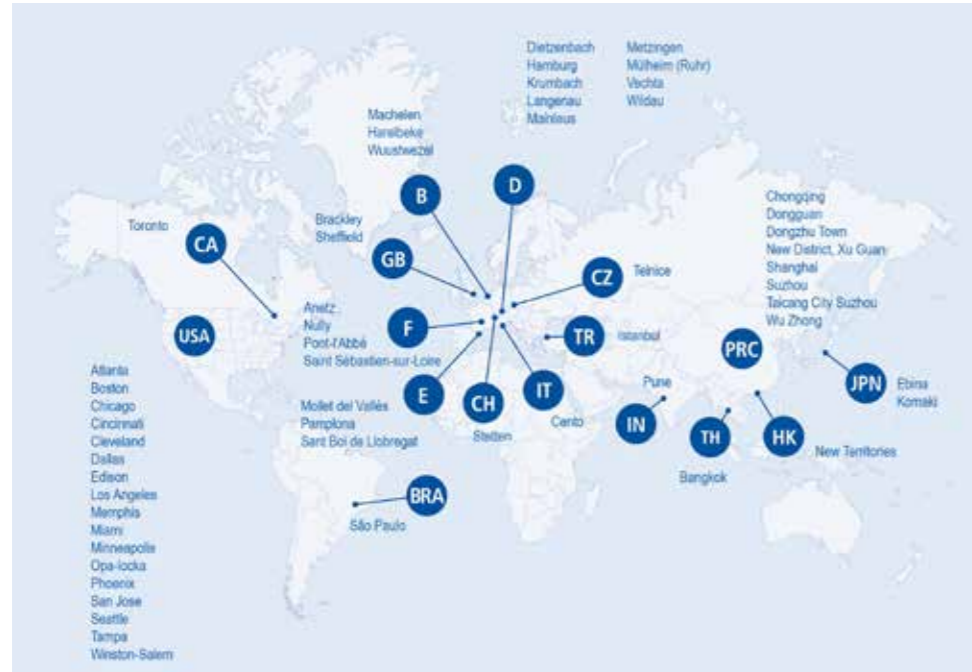 Dietzenbach
Hamburg
Krumbach
Langenau
Mainleus
Metzingen
Mülheim (Ruhr)
Vechta
Wildau
Machelen
Harelbeke
Wuustwezel
B
D
Toronto
CA
Brackley
Sheffield
GB
CZ
Telnice
Chongqing
Dongguan
Dongzhu Town
New District, Xu Guan
Shanghai
Suzhou
Taicang City Suzhou
Wu Zhong
USA
Anetz
Nully
Pont-l'Abbé
Saint Sébastien-sur-Loire
F
TR
Istanbul
PRC
JPN
Ebina
Komaki
Atlanta
Boston
Chicago
Cincinnati
Cleveland
Dallas
Edison
Los Angeles
Memphis
Miami
Minneapolis
Opa-locka
Phoenix
San Jose
Seattle
Tampa
Winston-Salem
Mollet del Vallès
Pamplona
Sant Boi de Llobregat
E
CH
Stetten
IT
Cento
Pune
IN
TH
Bangkok
HK
New Territories
BRA
São Paulo